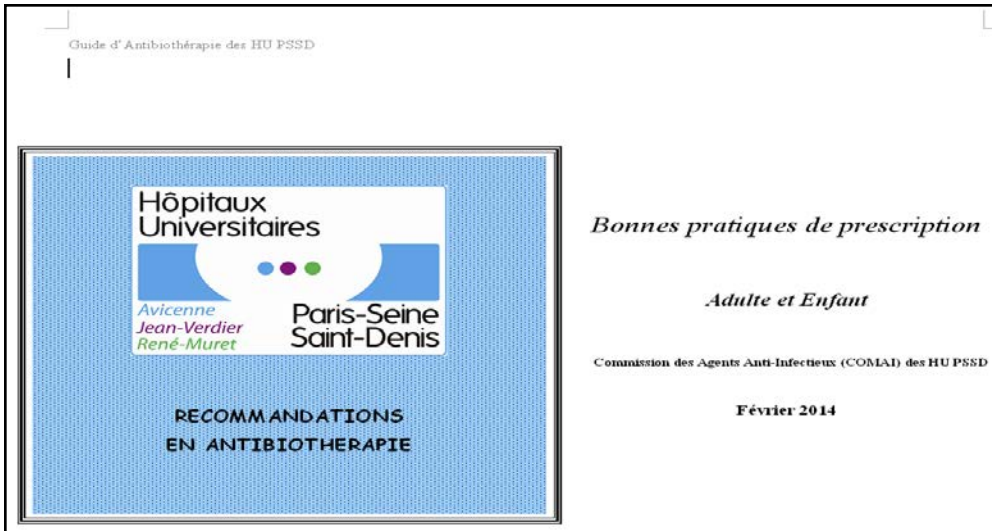 Guide d'Antibiothérapie des HU PSSD
Hôpitaux
Universitaires
Avicenne
Jean-Verdier
René-Muret
Paris-Seine
Saint-Denis
RECOMMANDATIONS
EN ANTIBIOTHERAPIE
Bonnes pratiques de prescription
Adulte et Enfant
Commission des Agents Anti-Infectieux (COMAI) des HU PSSD
Février 2014